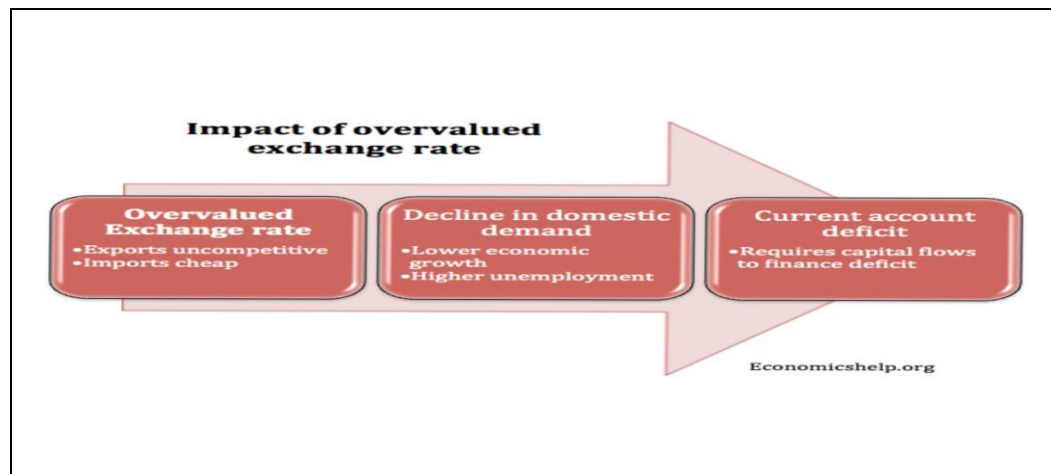 Impact of overvalued
exchange rate
Overvalued
Exchange rate
•Exports uncompetitive
•Imports cheap
Decline in domestic
demand
•Lower economic
growth
•Higher unemployment
Current account
deficit
•Requires capital flows
to finance deficit
Economicshelp.org